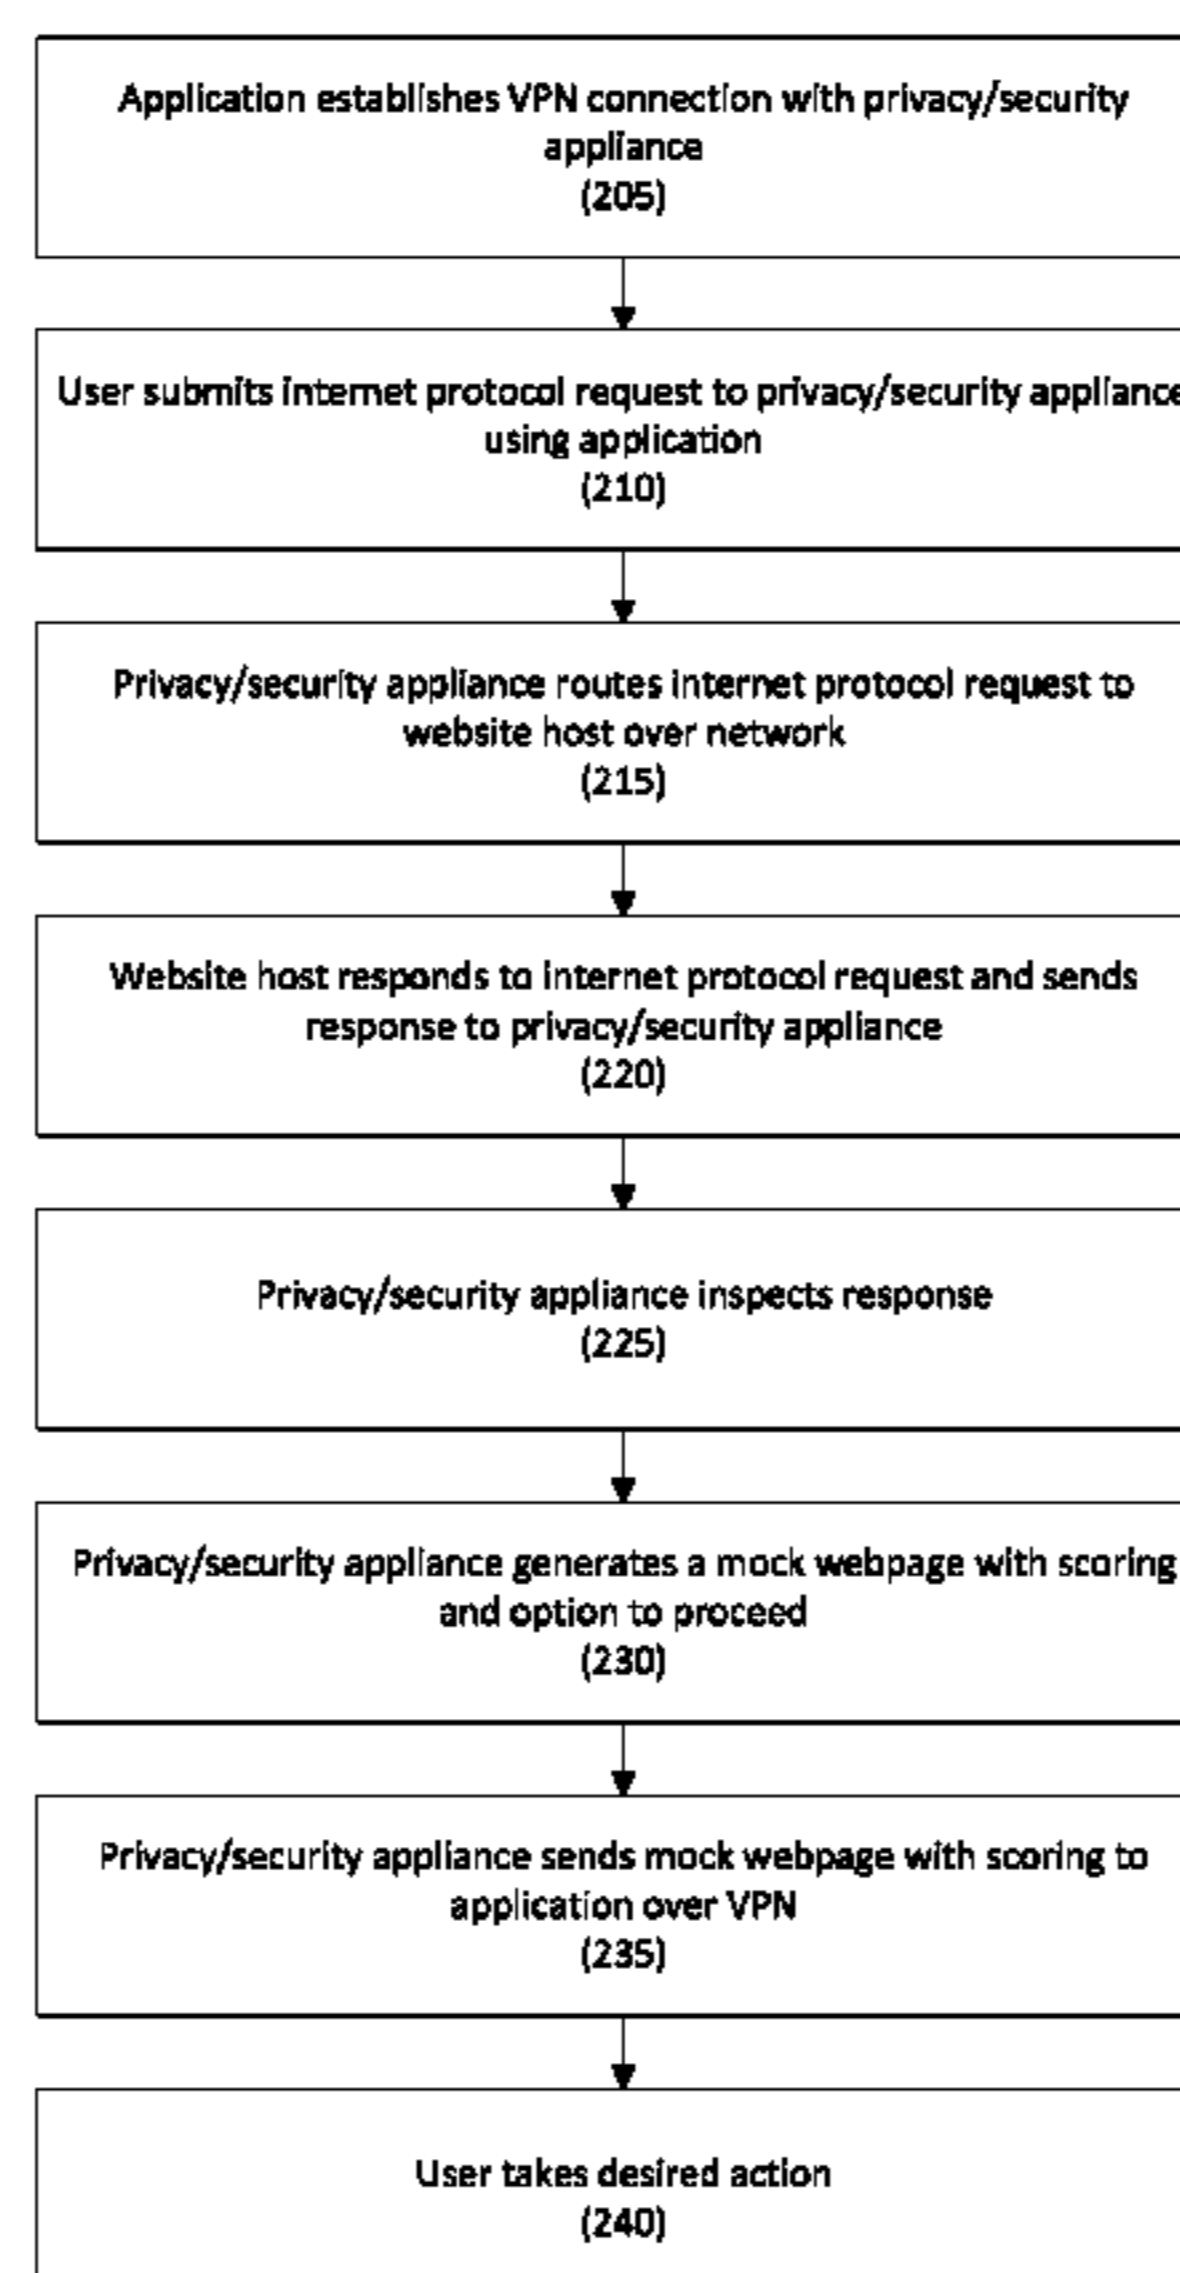 Application establishes VPN connection with privacy/security
appliance
(205)
User submits internet protocol request to privacy/security appliance
using application
(210)
Privacy/security appliance routes internet protocol request to
website host over network
(215)
Website host responds to internet protocol request and sends
response to privacy/security appliance
(220)
Privacy/security appliance inspects response
(225)
Privacy/security appliance generates a mock webpage with scoring
and option to proceed
(230)
Privacy/security appliance sends mock webpage with scoring to
application over VPN
(235)
User takes desired action
(240)